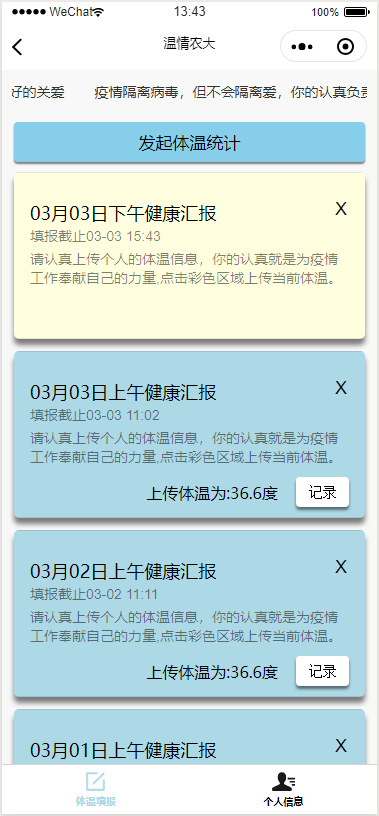 WeChat 13:43 100%
温情农大
好的关爱 疫情隔离病毒，但不会隔离爱，你的认真负责
发起体温统计
03月03日下午健康汇报 X
填报截止03-03 15:43
请认真上传个人的体温信息，你的认真就是为疫情
工作奉献自己的力量,点击彩色区域上传当前体温。
03月03日上午健康汇报 X
填报截止03-03 11:02
请认真上传个人的体温信息，你的认真就是为疫情
工作奉献自己的力量,点击彩色区域上传当前体温。
上传体温为:36.6度 记录
03月02日上午健康汇报 X
填报截止03-02 11:11
请认真上传个人的体温信息，你的认真就是为疫情
工作奉献自己的力量,点击彩色区域上传当前体温。
上传体温为:36.6度 记录
03月01日上午健康汇报 X
体温填报 个人信息